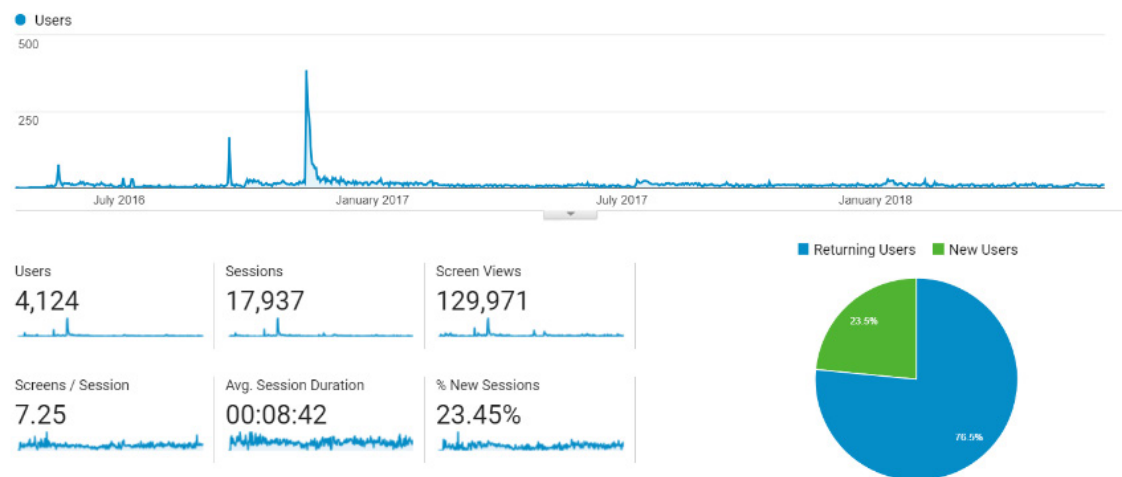 Users
500
250
July 2016 January 2017 July 2017 January 2018
Returning Users New Users
Users Sessions Screen Views
4,124 17,937 129,971
23.5%
Screens / Session Avg. Session Duration % New Sessions
7.25 00:08:42 23.45%
76.5%